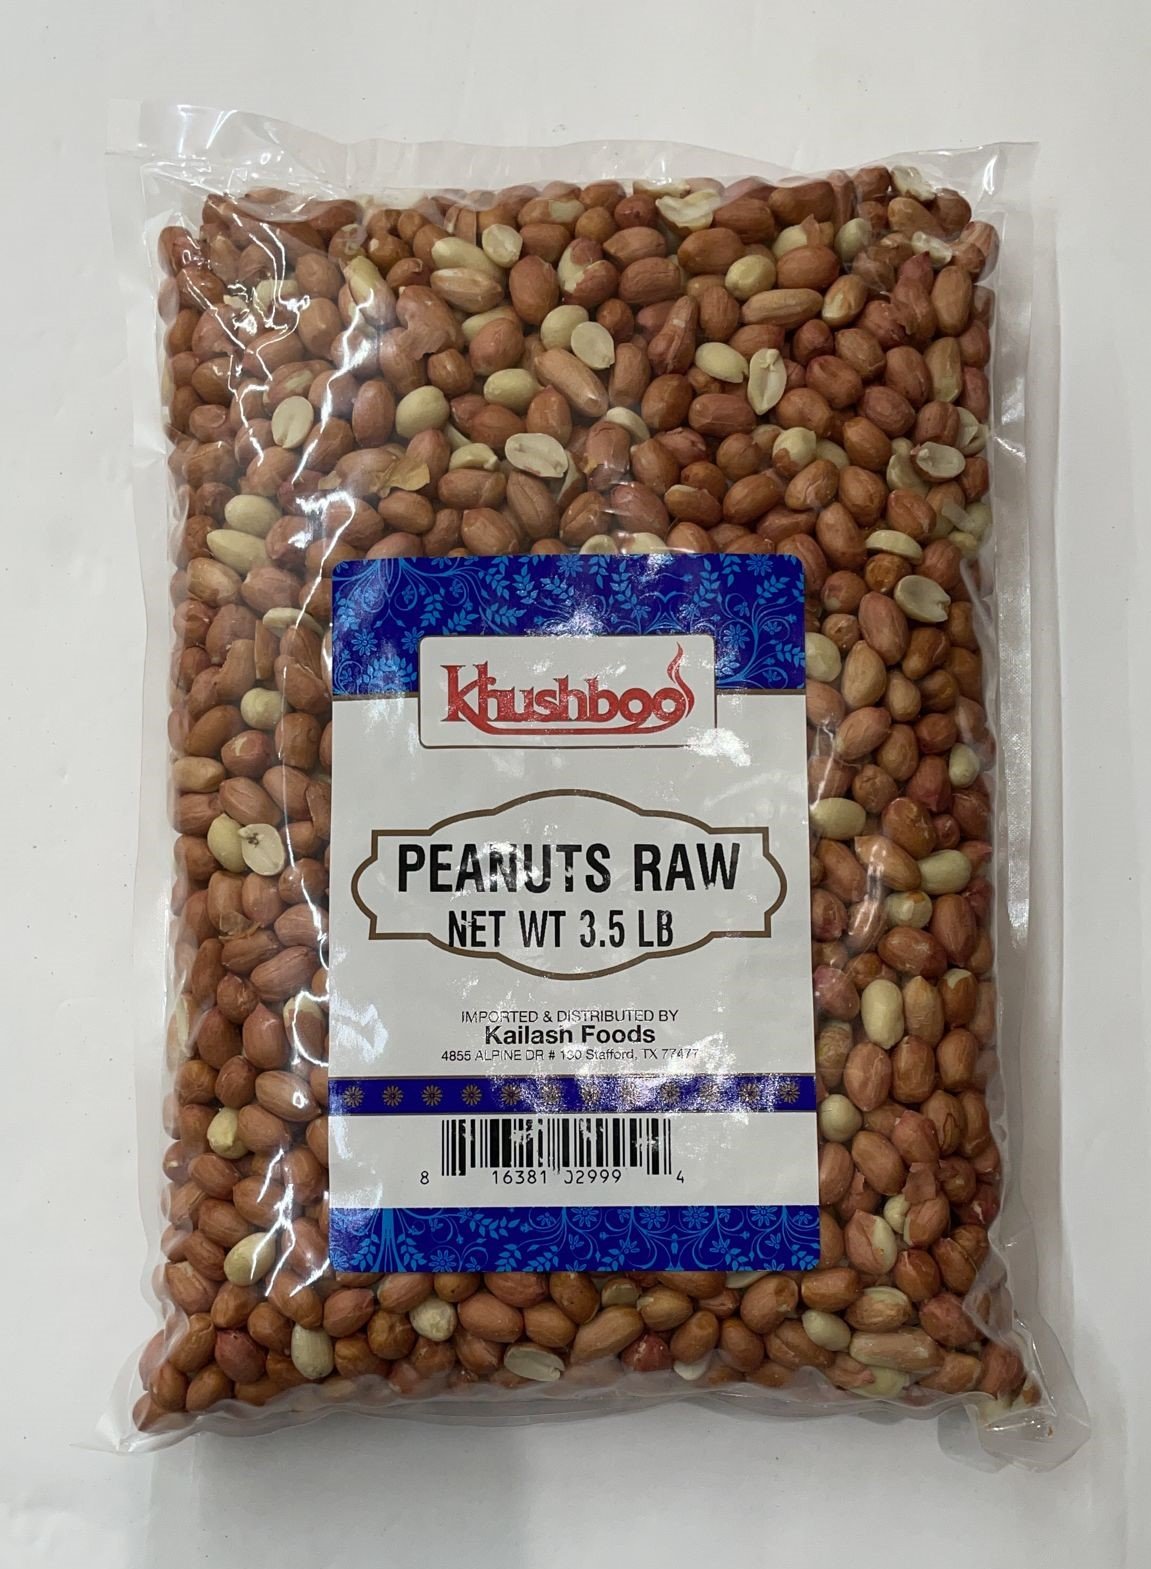 Khushboo
PEANUTS RAW
NET WT 3.5 LB
IMPORTED & DISTRIBUTED BY
Kailash Foods
4855 ALPINE DR # 130 Stafford, TX 77477
8 16381 02999 4